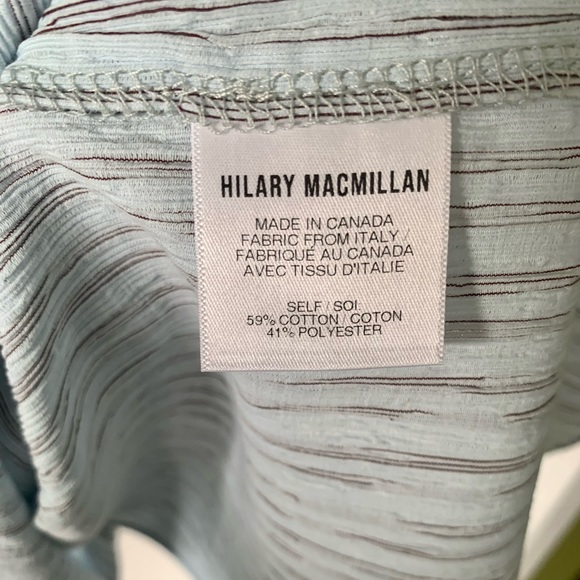 HILARY MACMILLAN
MADE IN CANADA
FABRIC FROM ITALY /
FABRIQUÉ AU CANADA
AVEC TISSU D'ITALIE
SELF / SOI
59% COTTON / COTON
41% POLYESTER